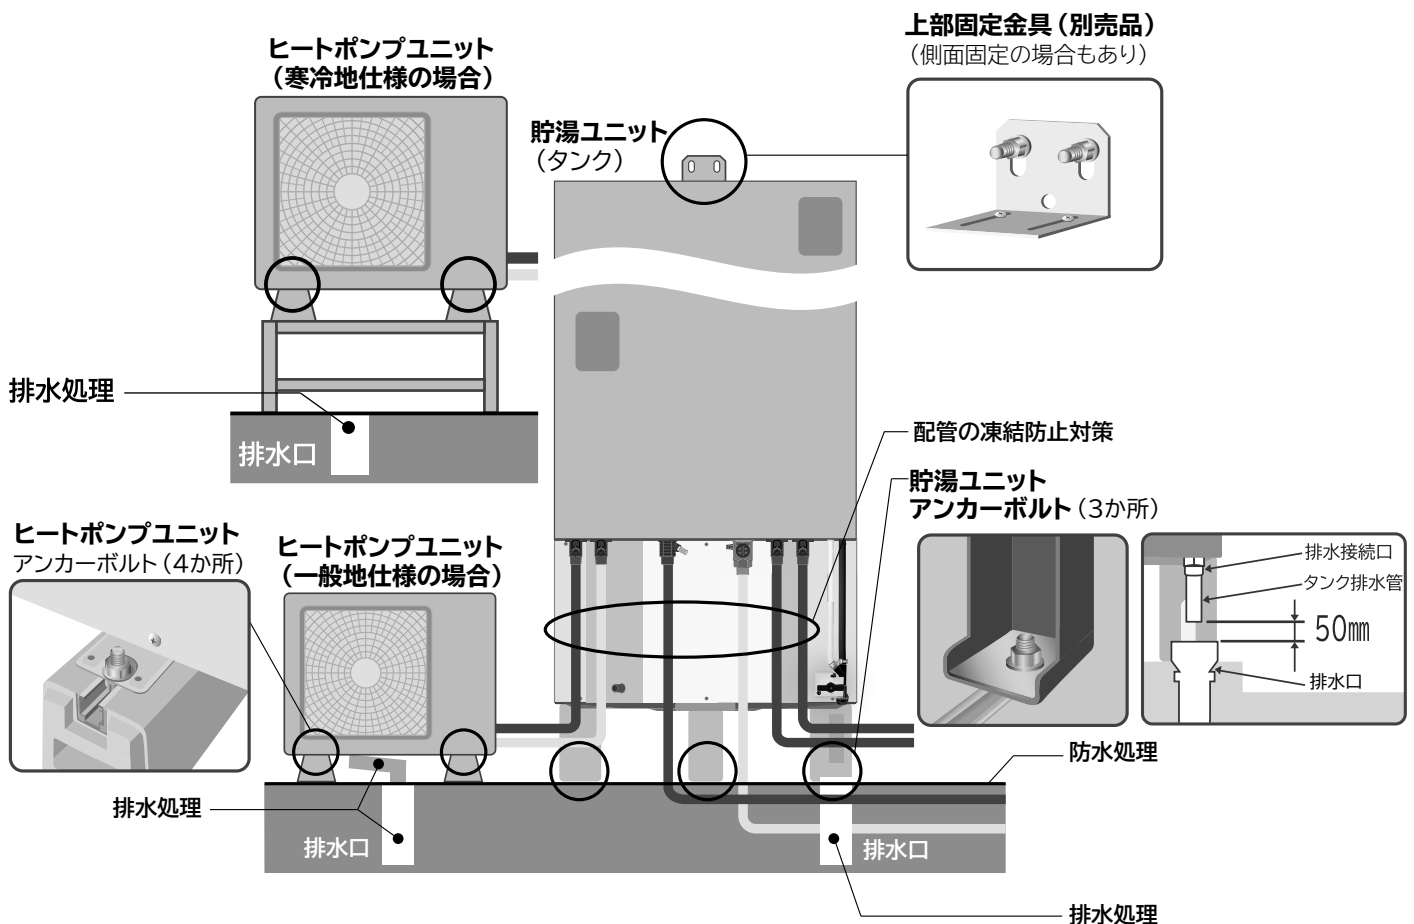 上部固定金具（別売品）
（側面固定の場合もあり）
ヒートポンプユニット
（寒冷地仕様の場合）
貯湯ユニット
（タンク）
排水処理
排水口
配管の凍結防止対策
貯湯ユニット
アンカーボルト（3か所）
ヒートポンプユニット
アンカーボルト（4か所）
ヒートポンプユニット
（一般地仕様の場合）
排水接続口
タンク排水管
50㎜
排水口
防水処理
排水処理
排水口
排水口
排水処理